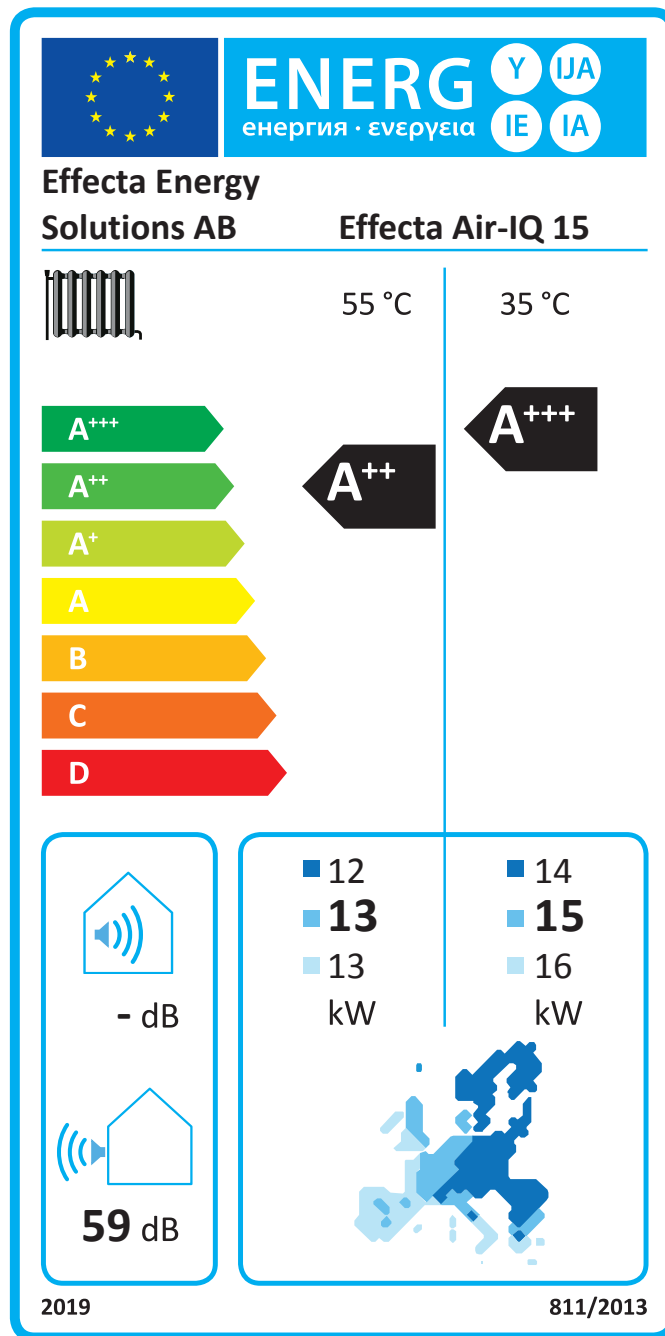 ENERG Y IJA
енергия · ενεργεια IE IA
Effecta Energy
Solutions AB Effecta Air-IQ 15
55 °C 35 °C
A+++ A+++
A++ A++
A+
A
B
C
D
12 14
13 15
13 16
kW kW
- dB
59 dB
2019 811/2013